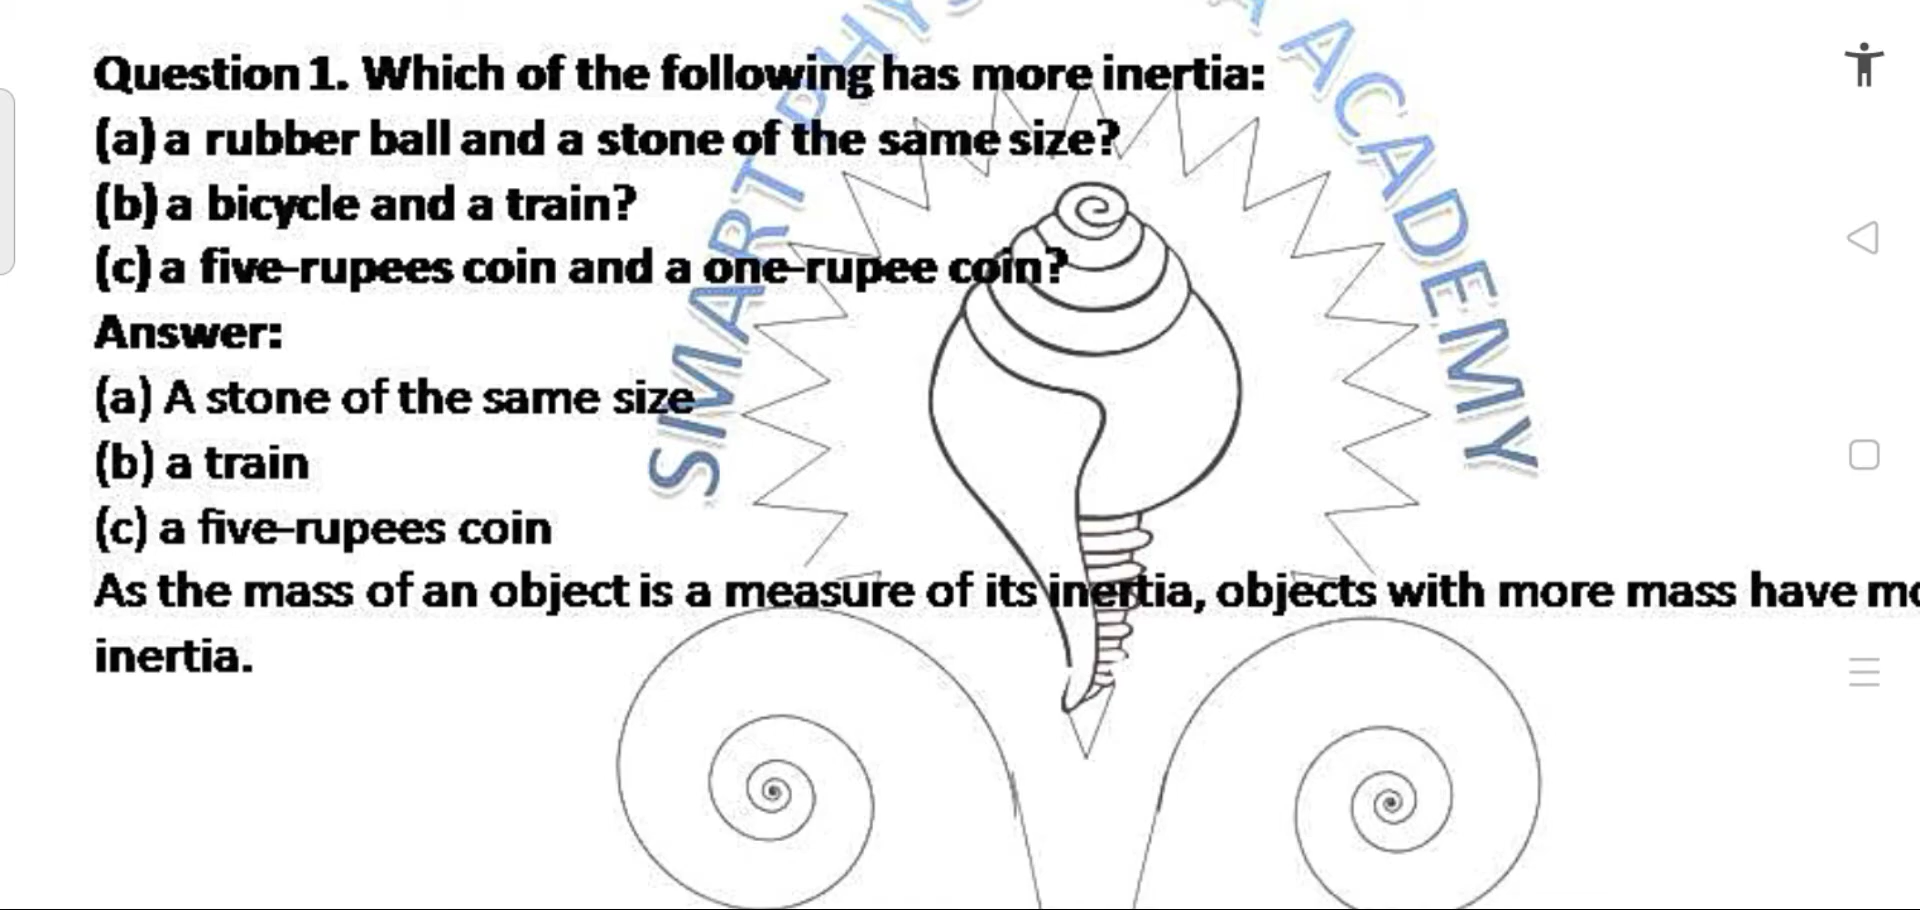 Question 1. Which of the following has more inertia:
(a) a rubber ball and a stone of the same size?
(b) a bicycle and a train?
(c) a five-rupees coin and a one-rupee coin?
Answer:
(a) A stone of the same size
(b) a train
(c) a five-rupees coin
As the mass of an object is a measure of its inertia, objects with more mass have
inertia.
ACADEMY